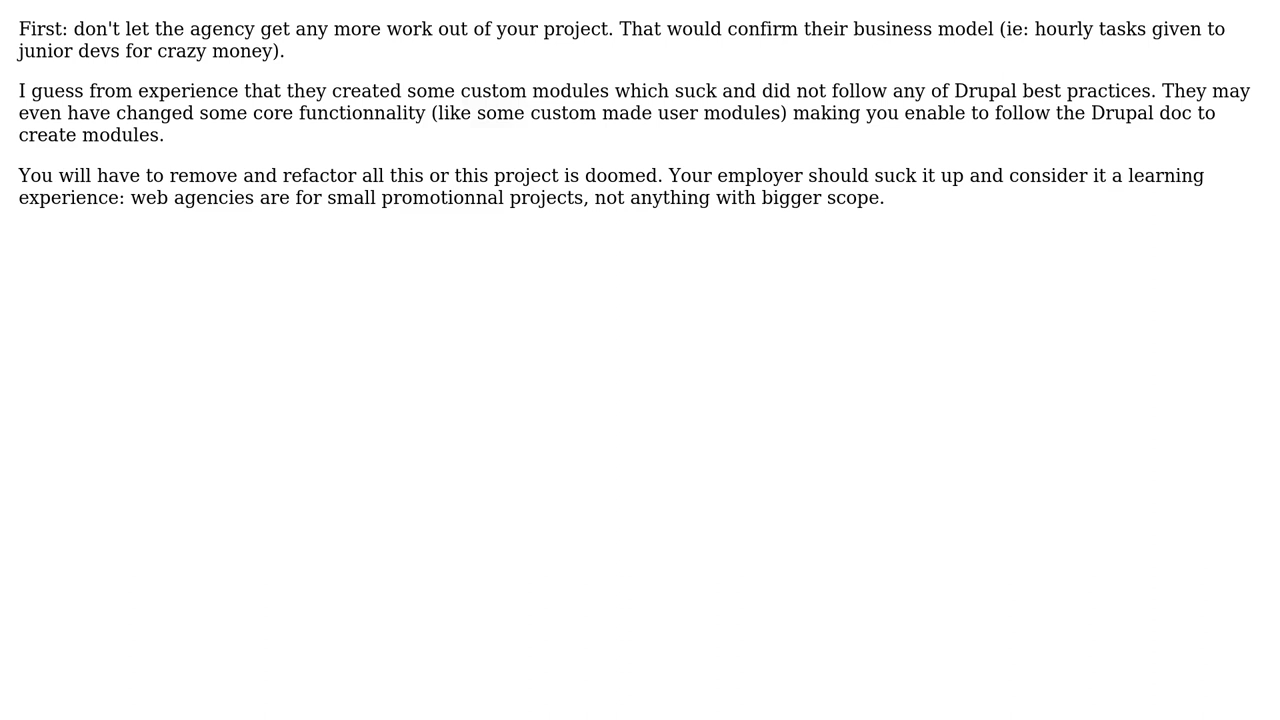 First: don't let the agency get any more work out of your project. That would confirm their business model (ie: hourly tasks given to
junior devs for crazy money).
I guess from experience that they created some custom modules which suck and did not follow any of Drupal best practices. They may
even have changed some core functionnality (like some custom made user modules) making you enable to follow the Drupal doc to
create modules.
You will have to remove and refactor all this or this project is doomed. Your employer should suck it up and consider it a learning
experience: web agencies are for small promotionnal projects, not anything with bigger scope.